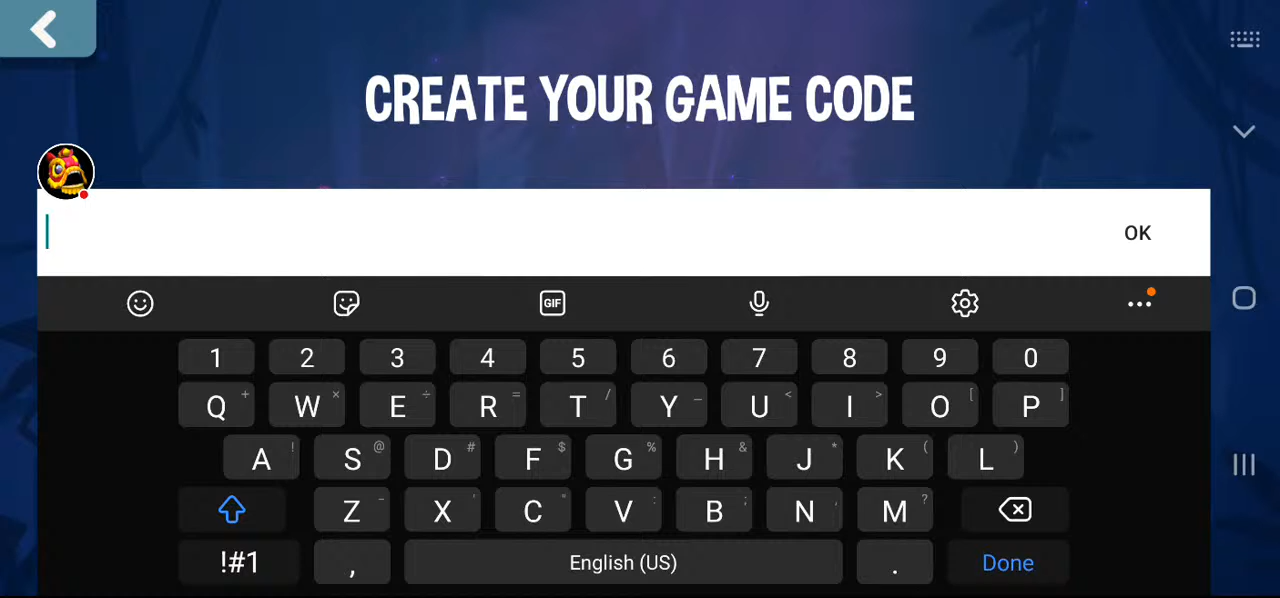 CREATE YOUR GAME CODE
OK
GIF
1 2 3 4 5 6 7 8 9 0
Q + W × E ÷ R = T / Y _ U < I > O [ P ]
A ! S @ D # F $ G % H & J * K ( L )
Z - X ' C " V : B ; N , M ?
!#1 , English (US) . Done